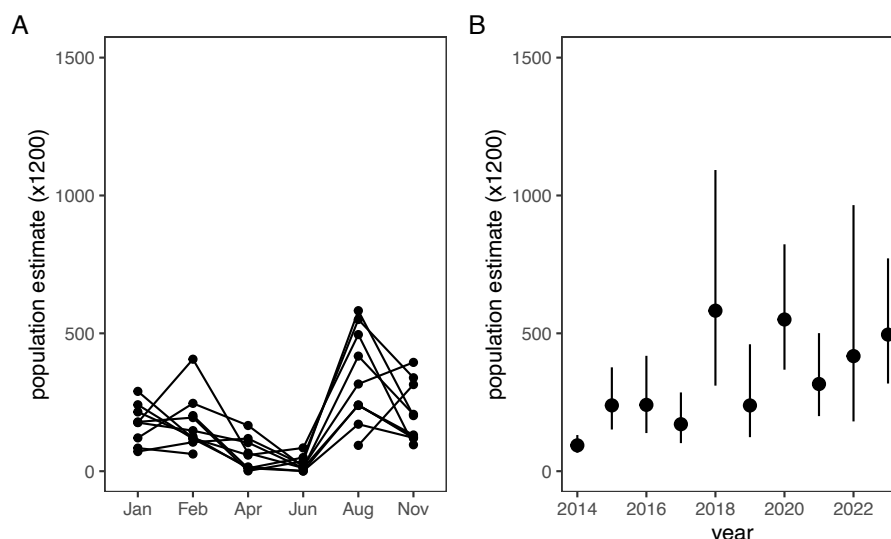 A
population estimate (x1200)
1500
1000
500
0
Jan Feb Apr Jun Aug Nov
B
population estimate (x1200)
1500
1000
500
0
2014 2016 2018 2020 2022
year